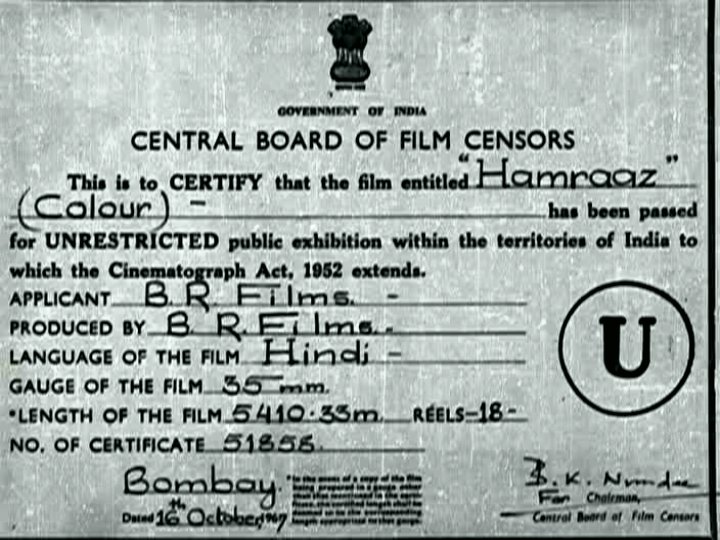 GOVERNMENT OF INDIA
CENTRAL BOARD OF FILM CENSORS
This is to CERTIFY that the film entitled "Hamraaz"
(Colour) - has been passed
for UNRESTRICTED public exhibition within the territories of India to
which the Cinematograph Act, 1952 extends.
APPLICANT B. R. Films. -
PRODUCED BY B. R. Films. -
LANGUAGE OF THE FILM Hindi -
GAUGE OF THE FILM 35 mm.
*LENGTH OF THE FILM 5410.33m. REELS-18-
NO. OF CERTIFICATE
U
Bombay.
Dated 16th October, 1967
For Chairman,
Central Board of Film Censors